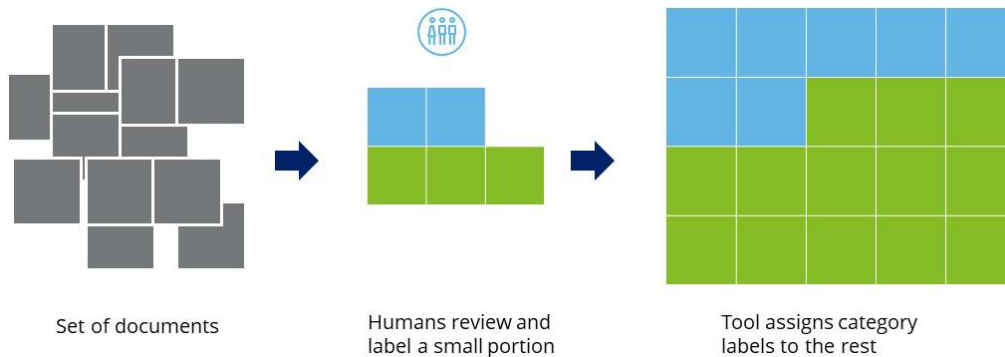 Set of documents
Humans review and
label a small portion
Tool assigns category
labels to the rest